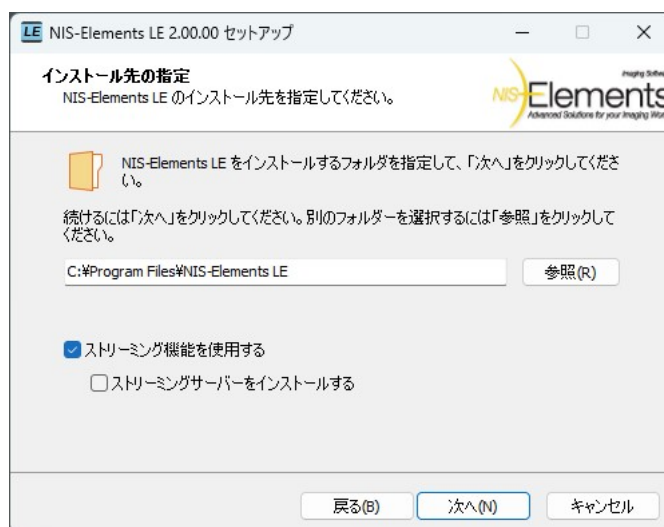 LE NIS-Elements LE 2.00.00 セットアップ
インストール先の指定
NIS-Elements LE のインストール先を指定してください。
Imaging Softw
NIS Elements
Advanced Solutions for your Imaging Wor
NIS-Elements LE をインストールするフォルダを指定して、「次へ」をクリックしてくださ
い。
続けるには「次へ」をクリックしてください。別のフォルダーを選択するには「参照」をクリックして
ください。
C:¥Program Files¥NIS-Elements LE
参照(R)
ストリーミング機能を使用する
ストリーミングサーバーをインストールする
戻る(B)
次へ(N)
キャンセル